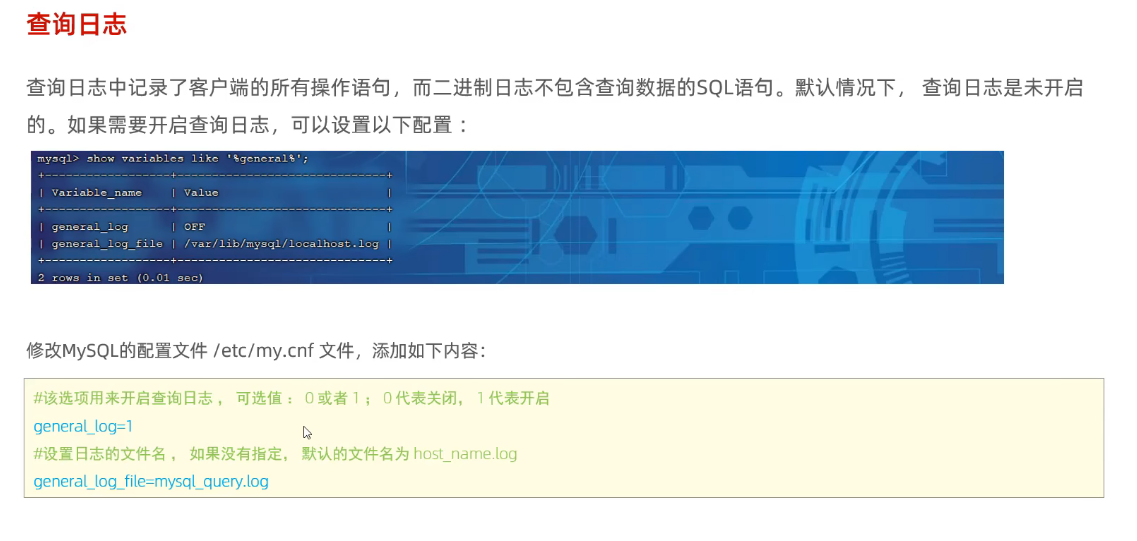 查询日志
查询日志中记录了客户端的所有操作语句，而二进制日志不包含查询数据的SQL语句。默认情况下， 查询日志是未开启
的。如果需要开启查询日志，可以设置以下配置 ：
mysql> show variables like '%general%';
+------------------+-----------------------------+
| Variable_name    | Value                       |
+------------------+-----------------------------+
| general_log      | OFF                         |
| general_log_file | /var/lib/mysql/localhost.log |
+------------------+-----------------------------+
2 rows in set (0.01 sec)
修改MySQL的配置文件 /etc/my.cnf 文件，添加如下内容：
#该选项用来开启查询日志 ， 可选值 ： 0 或者 1 ； 0 代表关闭， 1 代表开启
general_log=1
#设置日志的文件名 ， 如果没有指定， 默认的文件名为 host_name.log
general_log_file=mysql_query.log